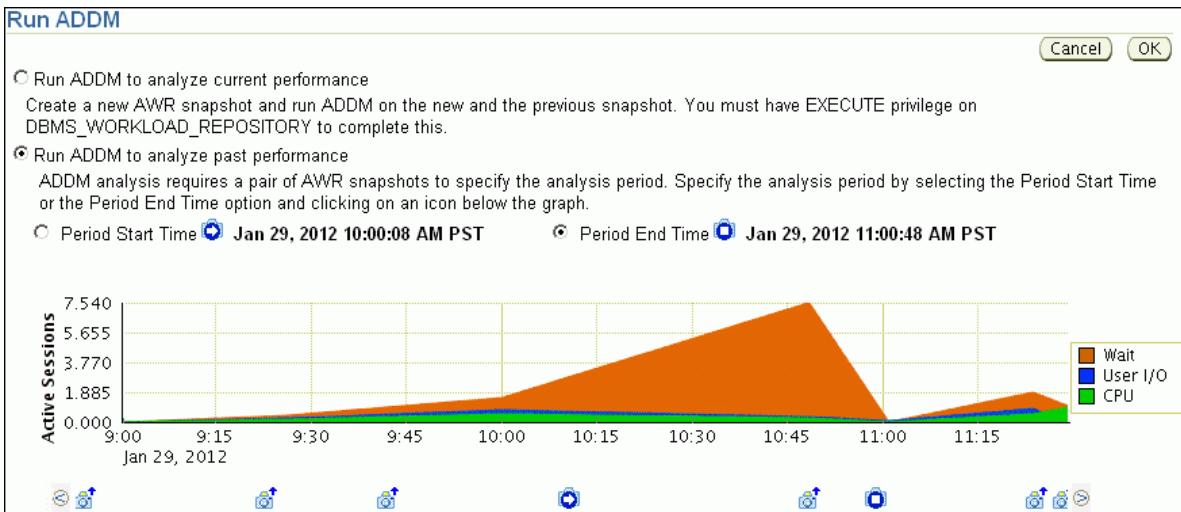 Run ADDM
Cancel OK
Run ADDM to analyze current performance
Create a new AWR snapshot and run ADDM on the new and the previous snapshot. You must have EXECUTE privilege on
DBMS_WORKLOAD_REPOSITORY to complete this.
Run ADDM to analyze past performance
ADDM analysis requires a pair of AWR snapshots to specify the analysis period. Specify the analysis period by selecting the Period Start Time
or the Period End Time option and clicking on an icon below the graph.
Period Start Time Jan 29, 2012 10:00:08 AM PST Period End Time Jan 29, 2012 11:00:48 AM PST
Active Sessions
7.540
5.655
3.770
1.885
0.000
9:00 9:15 9:30 9:45 10:00 10:15 10:30 10:45 11:00 11:15
Jan 29, 2012
Wait
User I/O
CPU